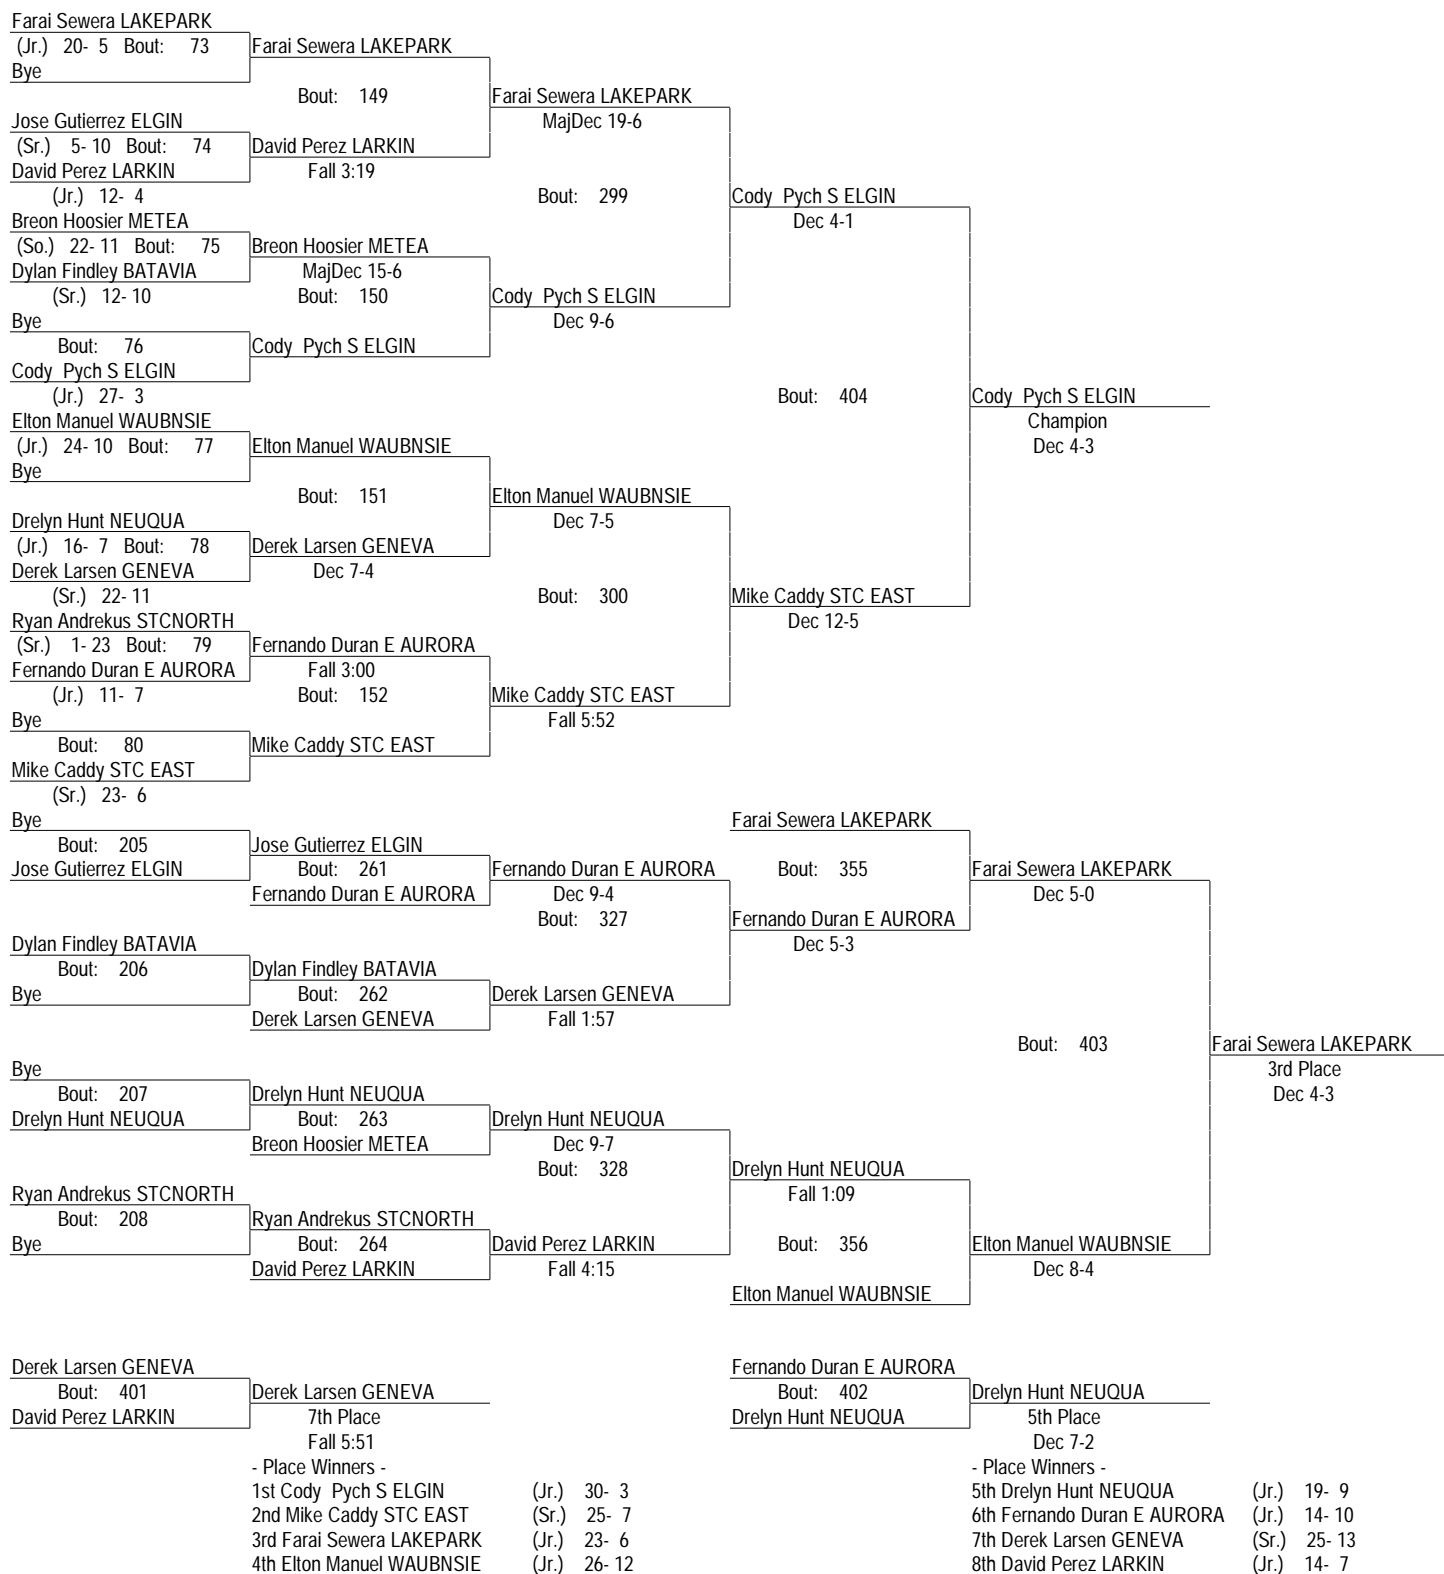 Farai Sewera LAKEPARK
(Jr.) 20- 5 Bout: 73 Farai Sewera LAKEPARK
Bye
Bout: 149 Farai Sewera LAKEPARK
Jose Gutierrez ELGIN MajDec 19-6
(Sr.) 5- 10 Bout: 74 David Perez LARKIN
David Perez LARKIN Fall 3:19
(Jr.) 12- 4 Bout: 299 Cody Pych S ELGIN
Breon Hoosier METEA Dec 4-1
(So.) 22- 11 Bout: 75 Breon Hoosier METEA
Dylan Findley BATAVIA MajDec 15-6
(Sr.) 12- 10 Bout: 150 Cody Pych S ELGIN
Bye Dec 9-6
Bout: 76 Cody Pych S ELGIN
Cody Pych S ELGIN
(Jr.) 27- 3 Bout: 404 Cody Pych S ELGIN
Elton Manuel WAUBNSIE Champion
(Jr.) 24- 10 Bout: 77 Elton Manuel WAUBNSIE Dec 4-3
Bye
Bout: 151 Elton Manuel WAUBNSIE
Drelyn Hunt NEUQUA Dec 7-5
(Jr.) 16- 7 Bout: 78 Derek Larsen GENEVA
Derek Larsen GENEVA Dec 7-4
(Sr.) 22- 11 Bout: 300 Mike Caddy STC EAST
Ryan Andrekus STCNORTH Dec 12-5
(Sr.) 1- 23 Bout: 79 Fernando Duran E AURORA
Fernando Duran E AURORA Fall 3:00
(Jr.) 11- 7 Bout: 152 Mike Caddy STC EAST
Bye Fall 5:52
Bout: 80 Mike Caddy STC EAST
Mike Caddy STC EAST
(Sr.) 23- 6
Bye Farai Sewera LAKEPARK
Bout: 205 Jose Gutierrez ELGIN
Jose Gutierrez ELGIN Bout: 261 Fernando Duran E AURORA Bout: 355 Farai Sewera LAKEPARK
Fernando Duran E AURORA Dec 9-4 Dec 5-0
Bout: 327 Fernando Duran E AURORA
Dylan Findley BATAVIA Dec 5-3
Bout: 206 Dylan Findley BATAVIA
Bye Bout: 262 Derek Larsen GENEVA
Derek Larsen GENEVA Fall 1:57
Bout: 403 Farai Sewera LAKEPARK
Bye 3rd Place
Bout: 207 Drelyn Hunt NEUQUA Dec 4-3
Drelyn Hunt NEUQUA Bout: 263 Drelyn Hunt NEUQUA
Breon Hoosier METEA Dec 9-7
Bout: 328 Drelyn Hunt NEUQUA
Ryan Andrekus STCNORTH Fall 1:09
Bout: 208 Ryan Andrekus STCNORTH
Bye Bout: 264 David Perez LARKIN Bout: 356 Elton Manuel WAUBNSIE
David Perez LARKIN Fall 4:15 Dec 8-4
Elton Manuel WAUBNSIE
Derek Larsen GENEVA Fernando Duran E AURORA
Bout: 401 Derek Larsen GENEVA Bout: 402 Drelyn Hunt NEUQUA
David Perez LARKIN 7th Place Drelyn Hunt NEUQUA 5th Place
Fall 5:51 Dec 7-2
- Place Winners - - Place Winners -
1st Cody Pych S ELGIN (Jr.) 30- 3 5th Drelyn Hunt NEUQUA (Jr.) 19- 9
2nd Mike Caddy STC EAST (Sr.) 25- 7 6th Fernando Duran E AURORA (Jr.) 14- 10
3rd Farai Sewera LAKEPARK (Jr.) 23- 6 7th Derek Larsen GENEVA (Sr.) 25- 13
4th Elton Manuel WAUBNSIE (Jr.) 26- 12 8th David Perez LARKIN (Jr.) 14- 7